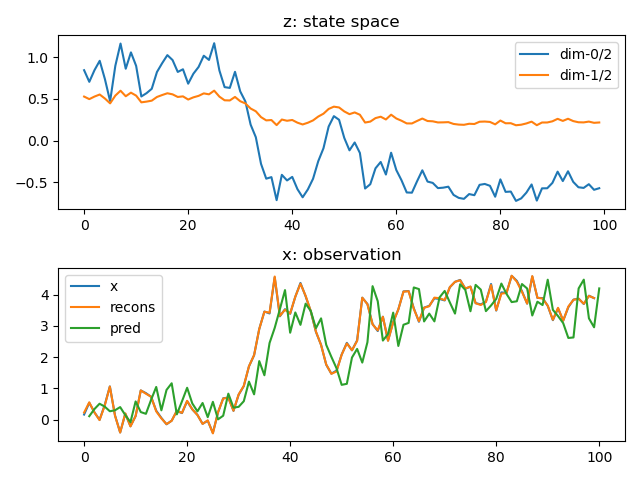 z: state space
1.0
0.5
0.0
−0.5
dim-0/2
dim-1/2
0 20 40 60 80 100
x: observation
4
3
2
1
0
x
recons
pred
0 20 40 60 80 100